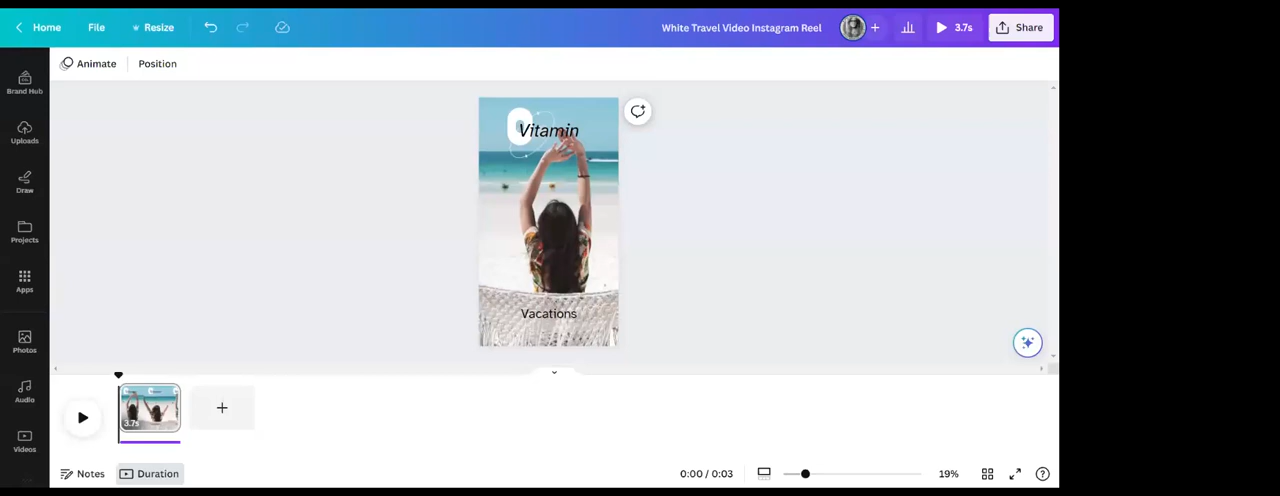 Home File Resize White Travel Video Instagram Reel + 3.7s Share
Animate Position
Brand Hub
Uploads
Draw
Projects
Apps
Photos
Audio
Videos
Vitamin
Vacations
3.7s
+
Notes Duration 0:00 / 0:03 19% ?